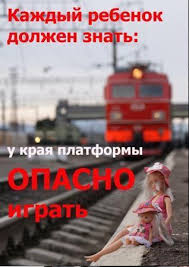 Каждый ребенок
должен знать:
у края платформы
ОПАСНО
играть